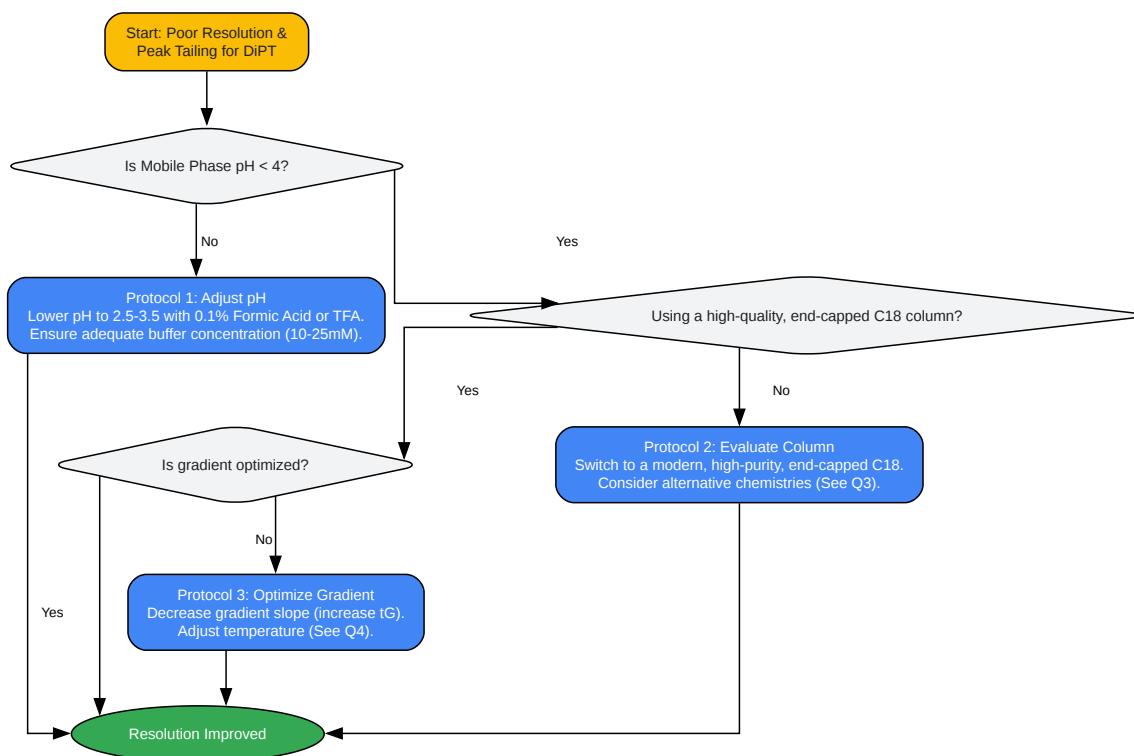 Start: Poor Resolution &
Peak Tailing for DiPT
Is Mobile Phase pH < 4?
No
Yes
Protocol 1: Adjust pH
Lower pH to 2.5-3.5 with 0.1% Formic Acid or TFA.
Ensure adequate buffer concentration (10-25mM).
Using a high-quality, end-capped C18 column?
Yes
No
Is gradient optimized?
Protocol 2: Evaluate Column
Switch to a modern, high-purity, end-capped C18.
Consider alternative chemistries (See Q3).
No
Protocol 3: Optimize Gradient
Decrease gradient slope (increase tG).
Adjust temperature (See Q4).
Yes
Resolution Improved